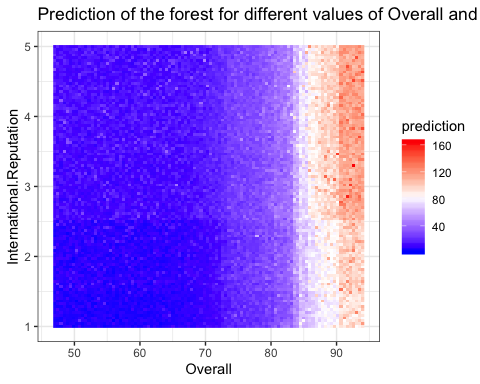 Prediction of the forest for different values of Overall and
5
4
3
2
1
International.Reputation
50 60 70 80 90
Overall
prediction
160
120
80
40